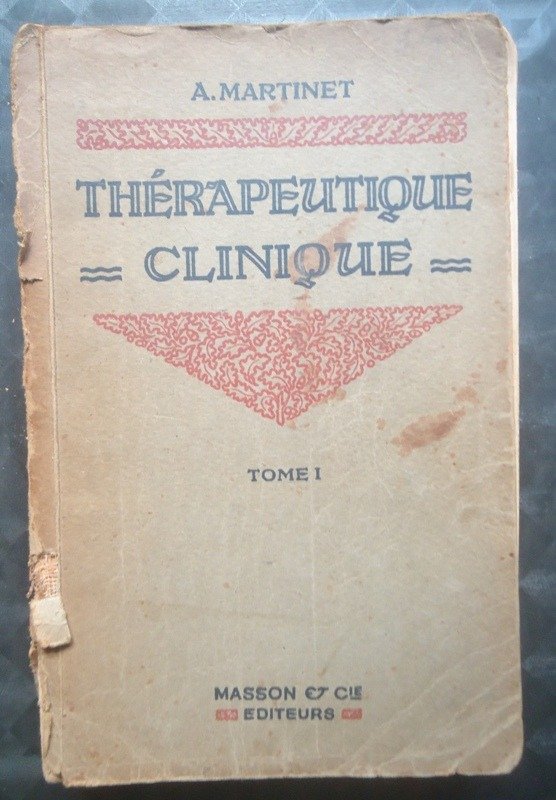 A. MARTINET
THÉRAPEUTIQUE
CLINIQUE
TOME I
MASSON & CIE
EDITEURS